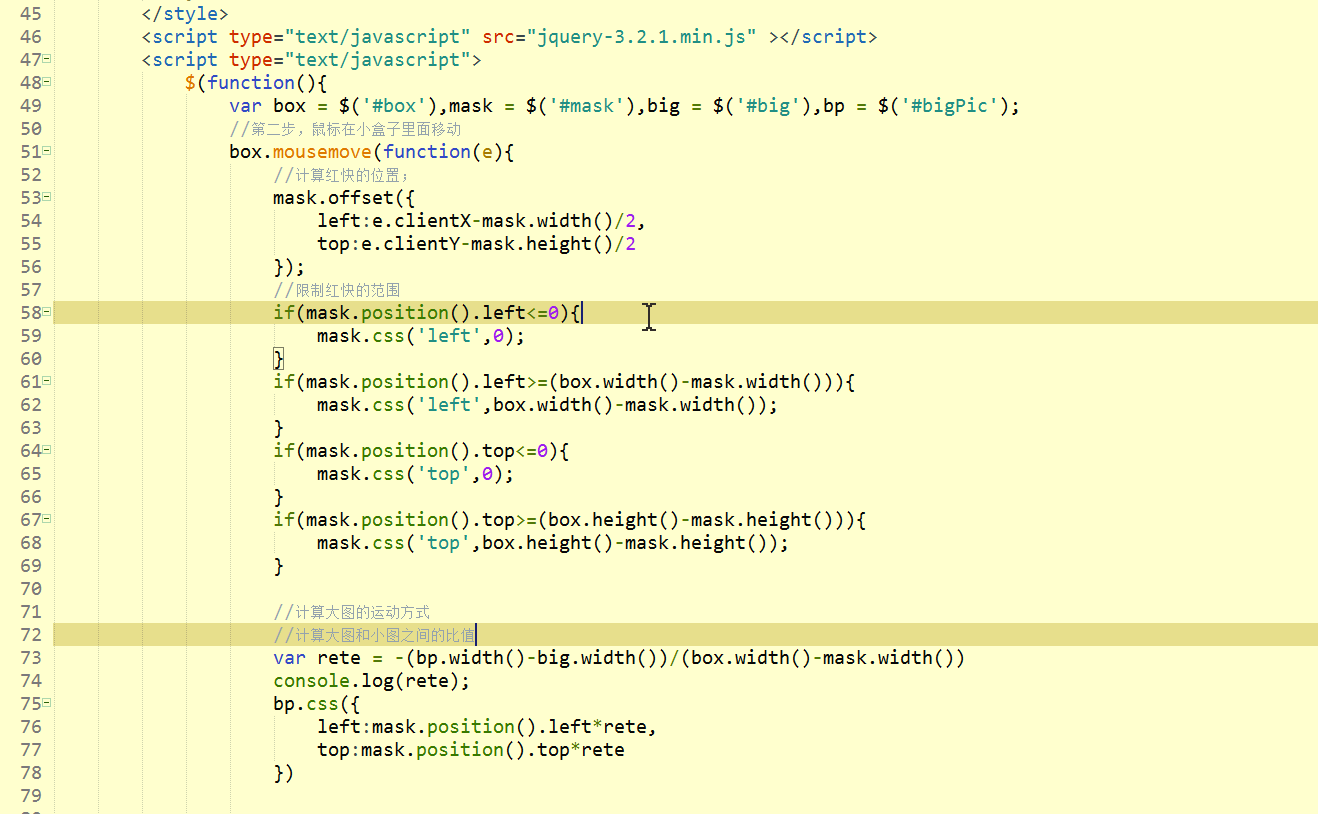 45 </style>
46 <script type="text/javascript" src="jquery-3.2.1.min.js" ></script>
47 <script type="text/javascript">
48 $(function(){
49 var box = $('#box'),mask = $('#mask'),big = $('#big'),bp = $('#bigPic');
50 //第二步，鼠标在小盒子里面移动
51 box.mousemove(function(e){
52 //计算红快的位置；
53 mask.offset({
54 left:e.clientX-mask.width()/2,
55 top:e.clientY-mask.height()/2
56 });
57 //限制红快的范围
58 if(mask.position().left<=0){
59 mask.css('left',0);
60 }
61 if(mask.position().left>=(box.width()-mask.width())){
62 mask.css('left',box.width()-mask.width());
63 }
64 if(mask.position().top<=0){
65 mask.css('top',0);
66 }
67 if(mask.position().top>=(box.height()-mask.height())){
68 mask.css('top',box.height()-mask.height());
69 }
70
71 //计算大图的运动方式
72 //计算大图和小图之间的比值
73 var rete = -(bp.width()-big.width())/(box.width()-mask.width())
74 console.log(rete);
75 bp.css({
76 left:mask.position().left*rete,
77 top:mask.position().top*rete
78 })
79